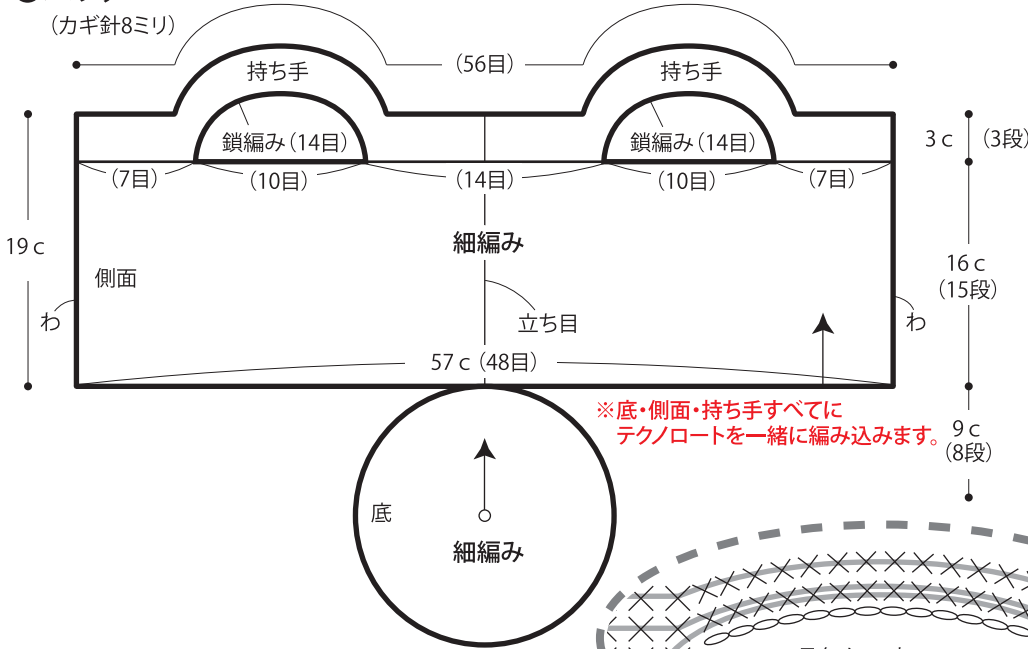 (カギ針8ミリ)
(56目)
持ち手
持ち手
鎖編み(14目)
鎖編み(14目)
3c (3段)
(7目)
(10目)
(14目)
(10目)
(7目)
19c
細編み
側面
16c
(15段)
わ
立ち目
わ
57c(48目)
※底・側面・持ち手すべてに
テクノロートを一緒に編み込みます。
9c
(8段)
底
細編み